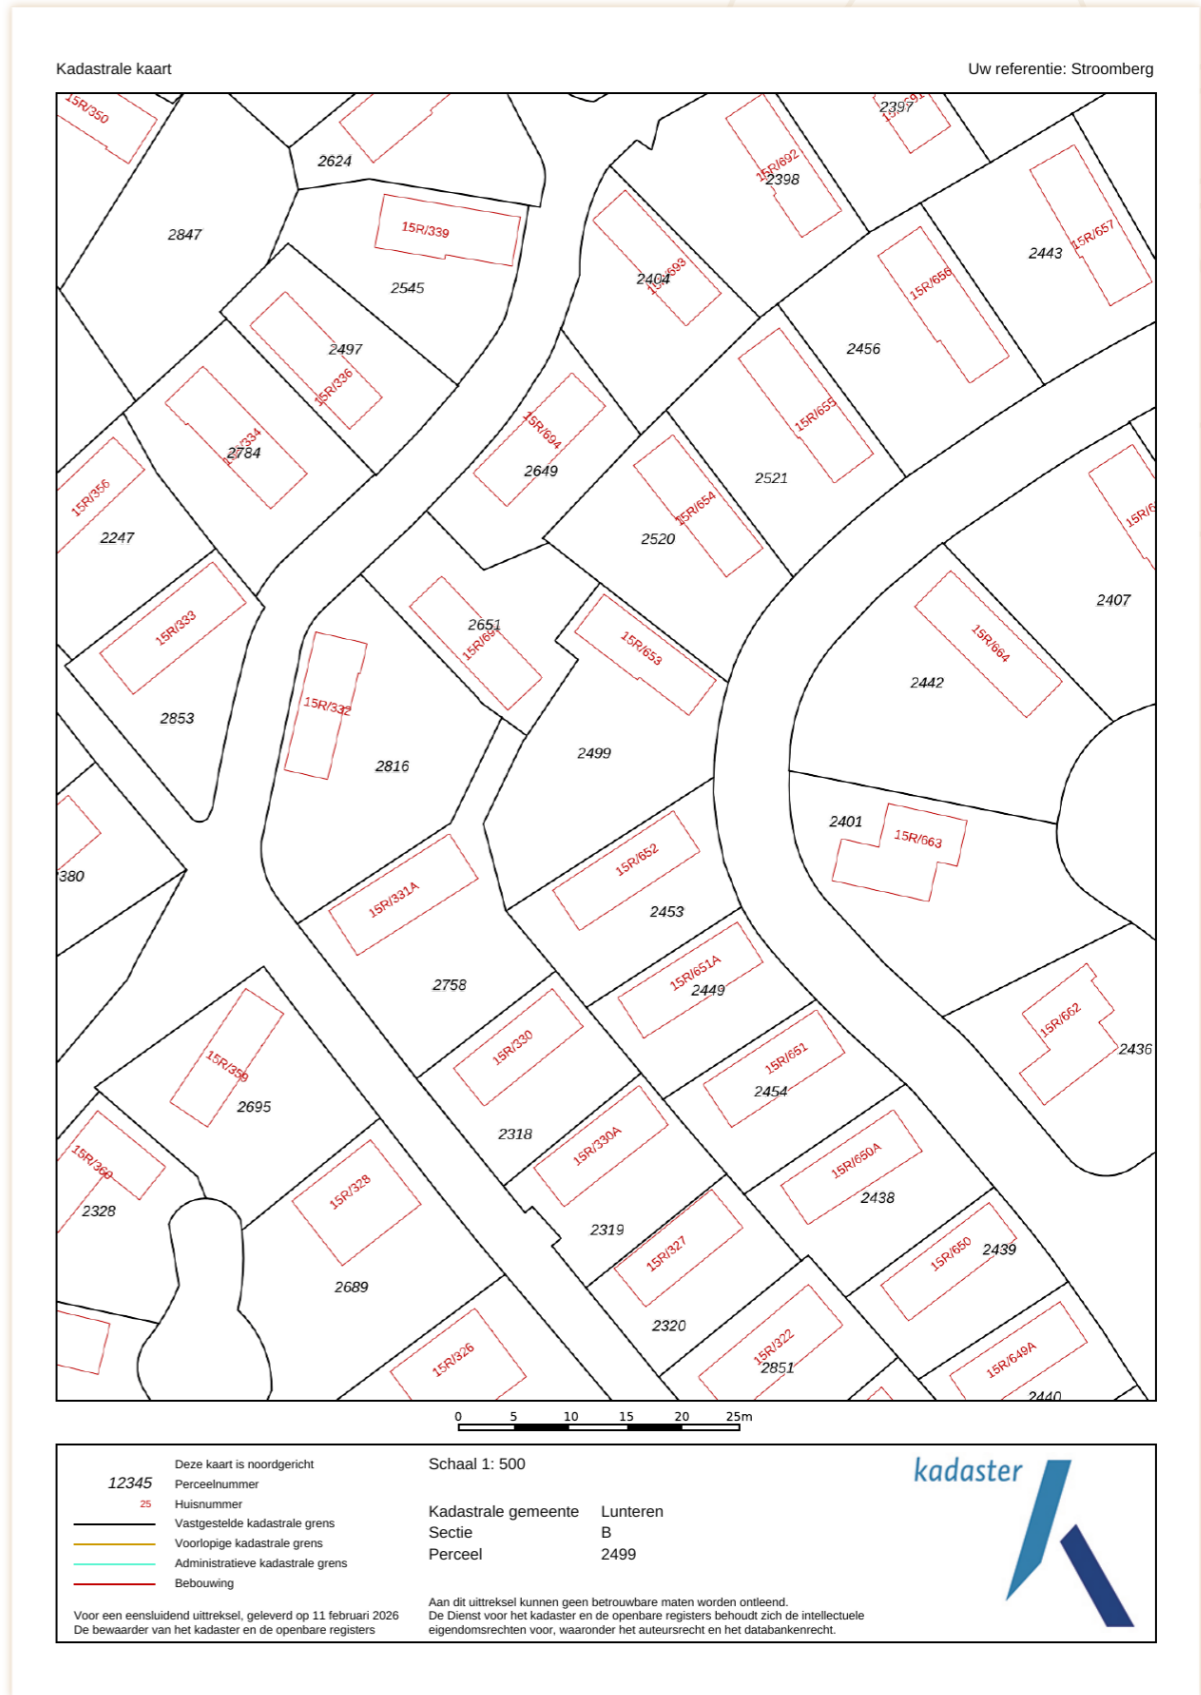 Kadastrale kaart
Uw referentie: Stroomberg
15R/350
2397
2624
15R/692
2398
2847
15R/339
15R/657
2443
2545
2404
15R/693
15R/656
2497
15R/336
2456
15R/694
15R/655
15R/334
2784
2649
2521
15R/356
15R/654
2247
2520
2407
15R/333
2651
15R/653
15R/664
2442
15R/332
2853
2499
2816
2401
15R/663
15R/652
380
15R/331A
2453
15R/651A
2449
2758
15R/662
2436
15R/330
15R/651
15R/359
2454
2695
2318
15R/330A
15R/360
15R/328
15R/650A
2438
2328
2319
15R/327
15R/650
2439
2689
2320
15R/322
2851
15R/326
15R/649A
2440
0 5 10 15 20 25m
Deze kaart is noordgericht
12345 Perceelnummer
25 Huisnummer
Vastgestelde kadastrale grens
Voorlopige kadastrale grens
Administratieve kadastrale grens
Bebouwing
Voor een eensluidend uittreksel, geleverd op 11 februari 2026
De bewaarder van het kadaster en de openbare registers
Schaal 1: 500
Kadastrale gemeente Lunteren
Sectie B
Perceel 2499
Aan dit uittreksel kunnen geen betrouwbare maten worden ontleend.
De Dienst voor het kadaster en de openbare registers behoudt zich de intellectuele
eigendomsrechten voor, waaronder het auteursrecht en het databankenrecht.
kadaster